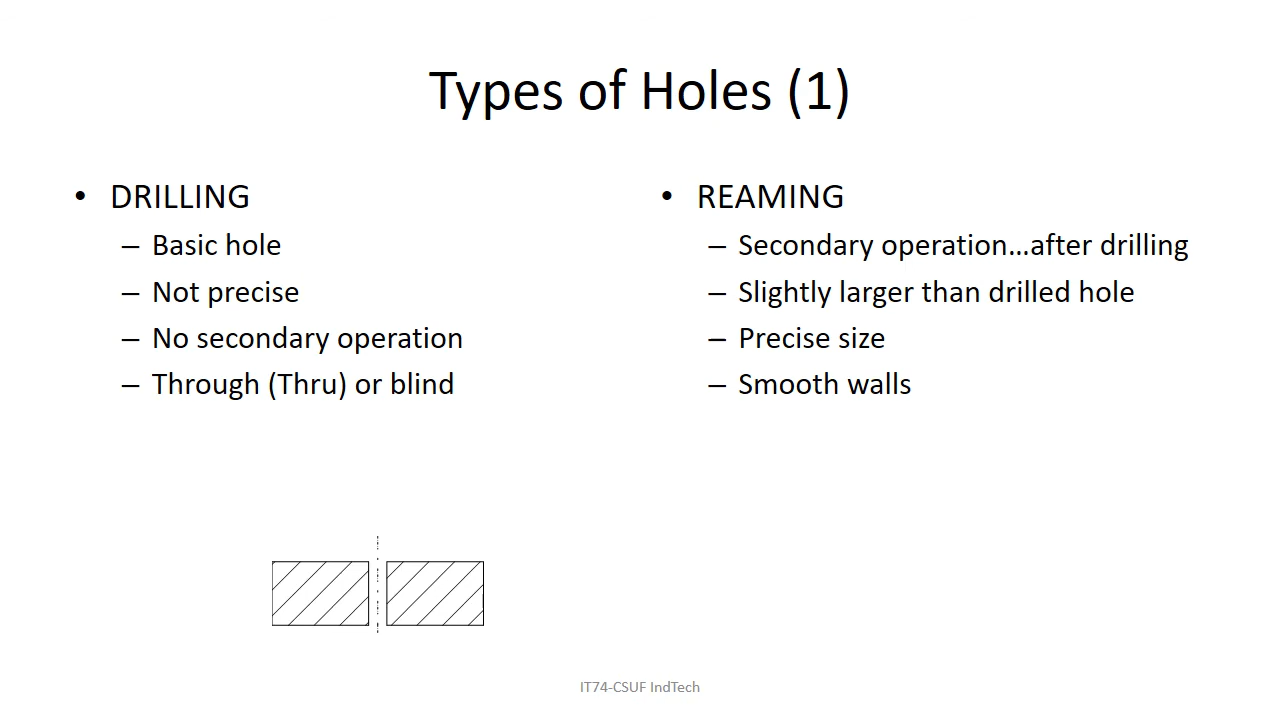 Types of Holes (1)
• DRILLING
– Basic hole
– Not precise
– No secondary operation
– Through (Thru) or blind
• REAMING
– Secondary operation…after drilling
– Slightly larger than drilled hole
– Precise size
– Smooth walls
IT74-CSUF IndTech